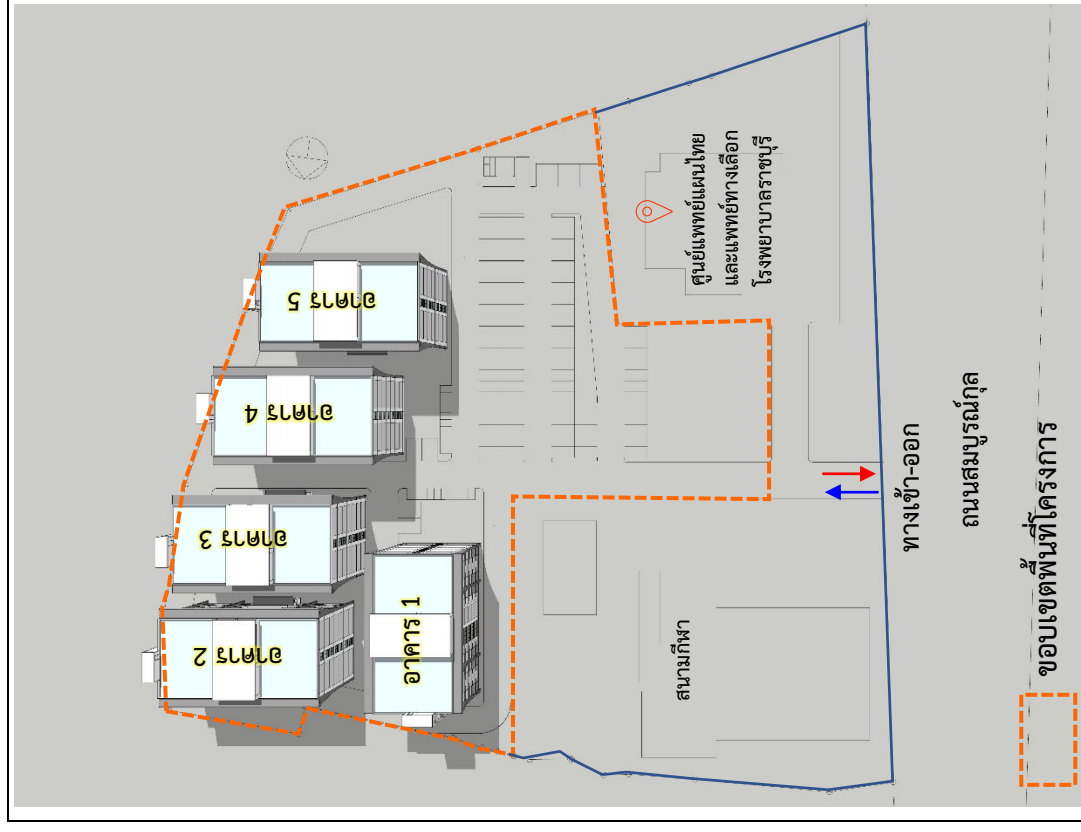 ศูนย์แพทย์แผนไทย
และแพทย์ทางเลือก
โรงพยาบาลราชบุรี
อาคาร 5
อาคาร 4
อาคาร 3
อาคาร 2
อาคาร 1
สนามกีฬา
ทางเข้า-ออก
ถนนสมบูรณ์กุล
ขอบเขตพื้นที่โครงการ